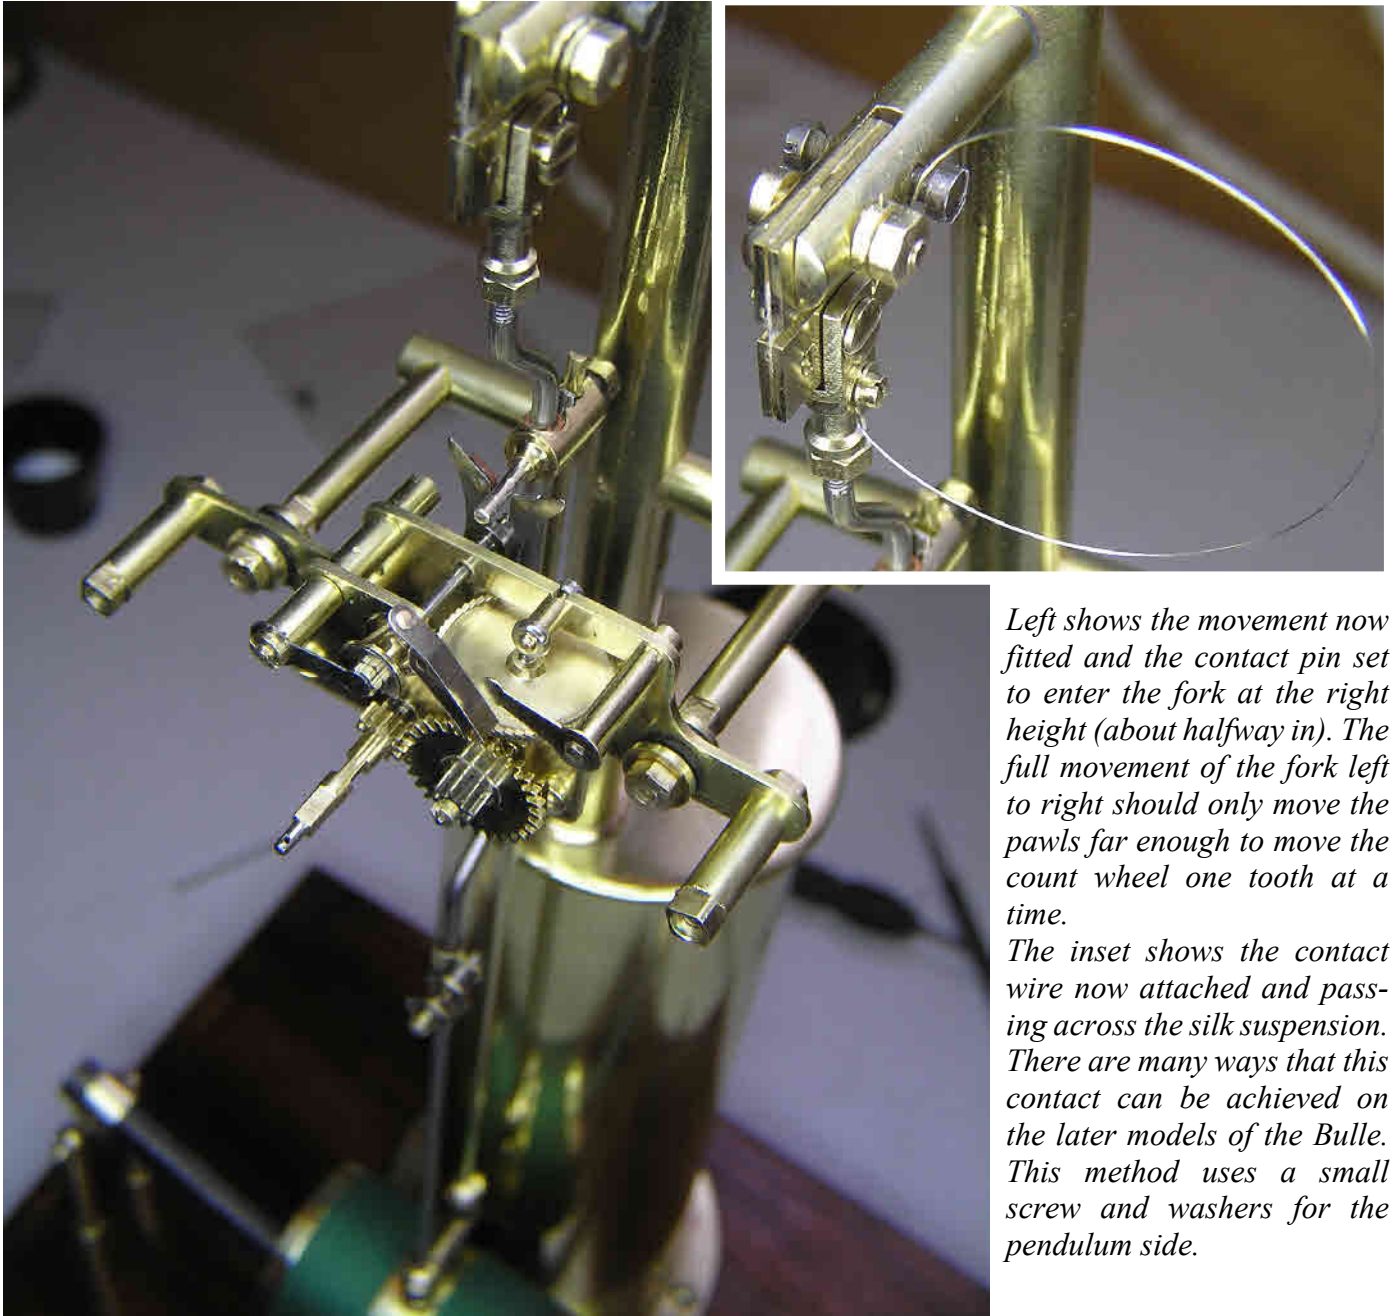 Left shows the movement now
fitted and the contact pin set
to enter the fork at the right
height (about halfway in). The
full movement of the fork left
to right should only move the
pawls far enough to move the
count wheel one tooth at a
time.
The inset shows the contact
wire now attached and pass-
ing across the silk suspension.
There are many ways that this
contact can be achieved on
the later models of the Bulle.
This method uses a small
screw and washers for the
pendulum side.